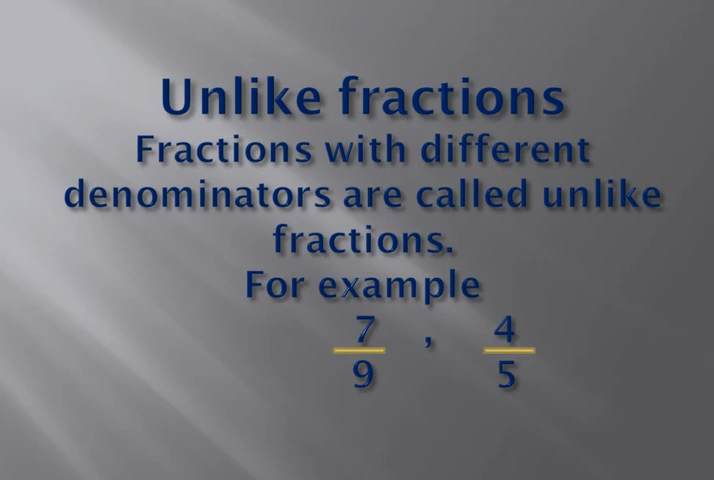 Unlike fractions
Fractions with different
denominators are called unlike
fractions.
For example
7 , 4
9 5